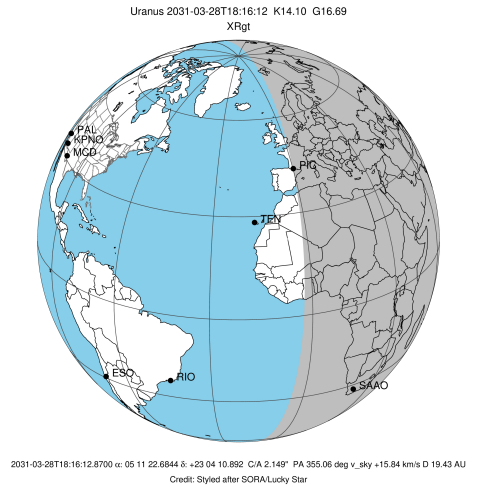 Uranus 2031-03-28T18:16:12 K14.10 G16.69
XRgt
PAL
KPNO
MCD
PIC
TEN
ESO
RIO
SAAO
2031-03-28T18:16:12.8700 α: 05 11 22.6844 δ: +23 04 10.892 C/A 2.149" PA 355.06 deg v_sky +15.84 km/s D 19.43 AU
Credit: Styled after SORA/Lucky Star